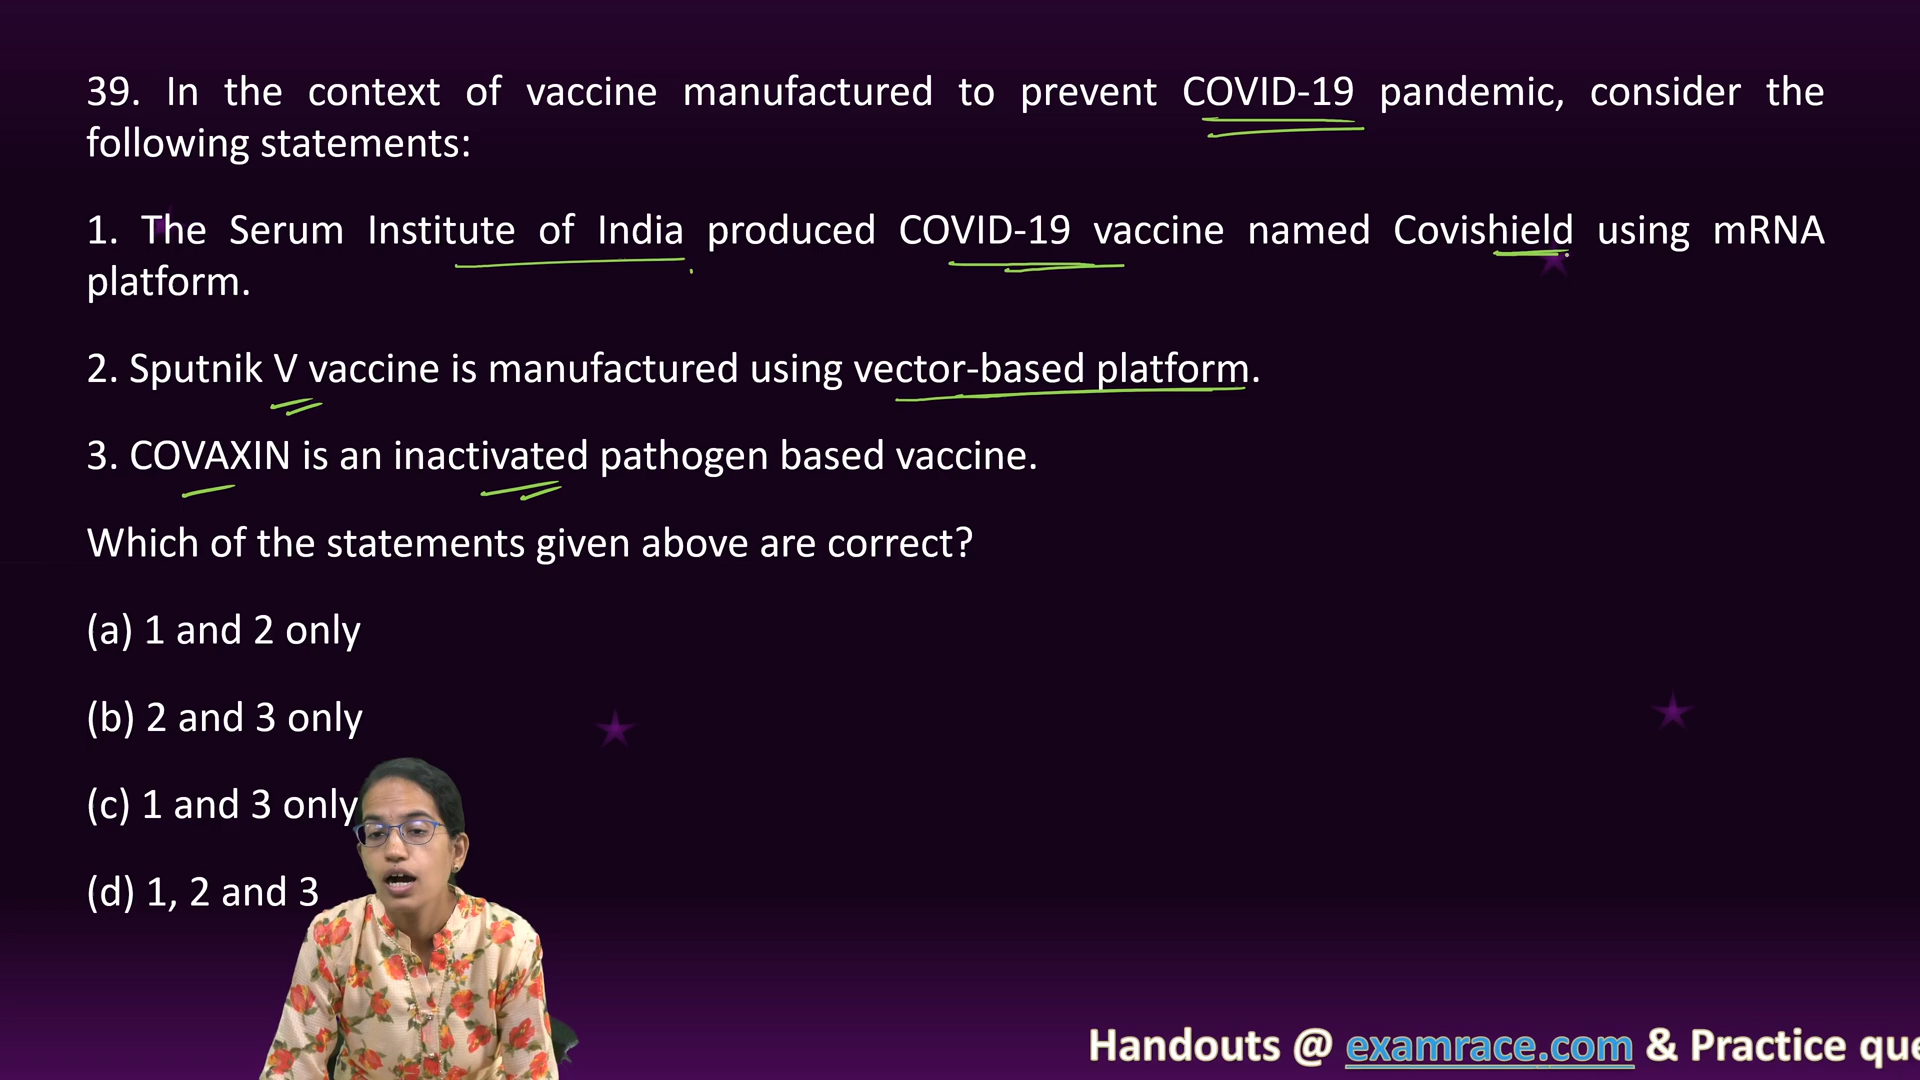 39. In the context of vaccine manufactured to prevent COVID-19 pandemic, consider the
following statements:
1. The Serum Institute of India produced COVID-19 vaccine named Covishield using mRNA
platform.
2. Sputnik V vaccine is manufactured using vector-based platform.
3. COVAXIN is an inactivated pathogen based vaccine.
Which of the statements given above are correct?
(a) 1 and 2 only
(b) 2 and 3 only
(c) 1 and 3 only
(d) 1, 2 and 3
Handouts @ examrace.com & Practice que